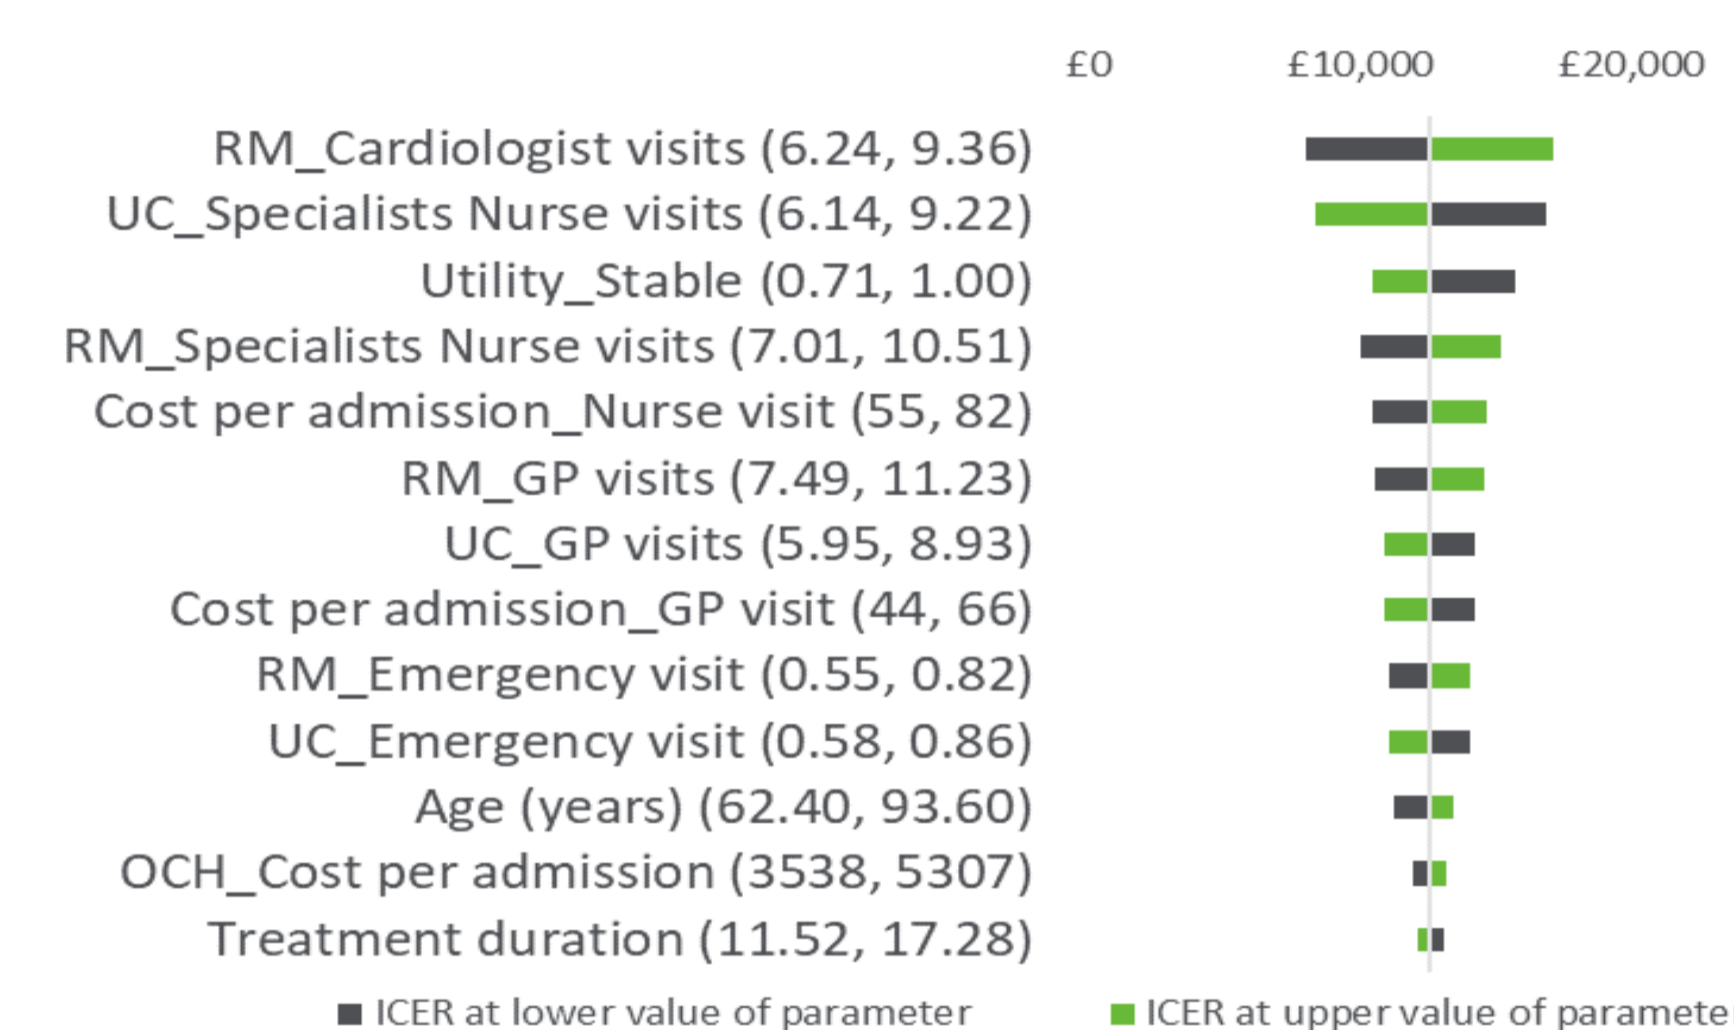 £0 £10,000 £20,000
RM_Cardiologist visits (6.24, 9.36)
UC_Specialists Nurse visits (6.14, 9.22)
Utility_Stable (0.71, 1.00)
RM_Specialists Nurse visits (7.01, 10.51)
Cost per admission_Nurse visit (55, 82)
RM_GP visits (7.49, 11.23)
UC_GP visits (5.95, 8.93)
Cost per admission_GP visit (44, 66)
RM_Emergency visit (0.55, 0.82)
UC_Emergency visit (0.58, 0.86)
Age (years) (62.40, 93.60)
OCH_Cost per admission (3538, 5307)
Treatment duration (11.52, 17.28)
ICER at lower value of parameter ICER at upper value of paramete